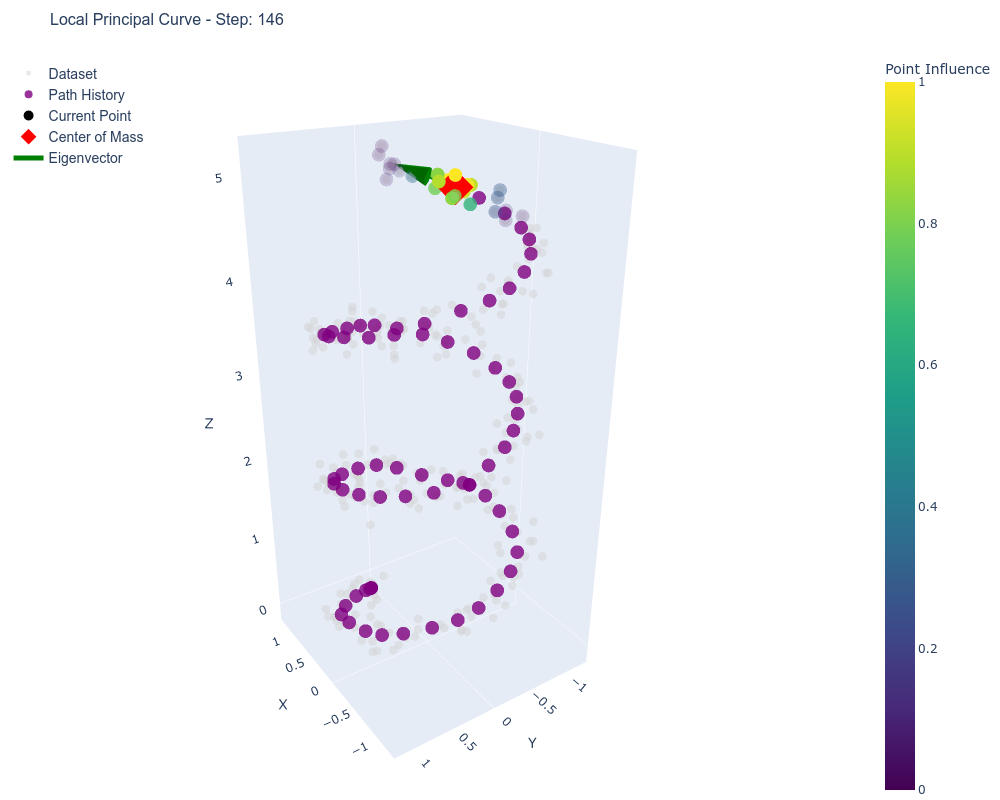 Local Principal Curve - Step: 146
Dataset
Path History
Current Point
Center of Mass
Eigenvector
Point Influence
1
0.8
0.6
0.4
0.2
0
5
4
3
2
1
0
Z
1
0.5
0
−0.5
−1
X
1
0.5
0
−0.5
−1
Y